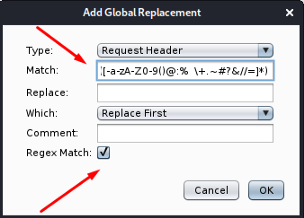 Add Global Replacement
Type: Request Header
Match: [-a-zA-Z0-9()@:% \+.~#?&//=]*)
Replace:
Which: Replace First
Comment:
Regex Match:
Cancel OK